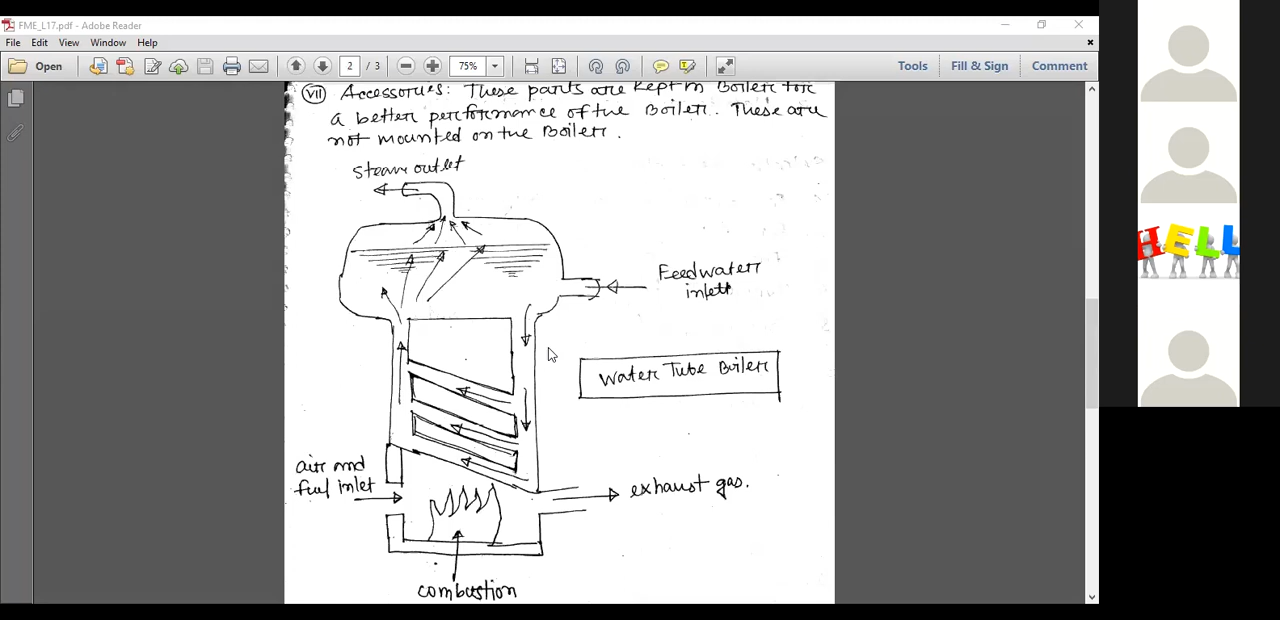 FME_L17.pdf - Adobe Reader
File Edit View Window Help
Open 2 / 3 75% Tools Fill & Sign Comment
VII Accessories: These parts are kept in Boiler for
a better performance of the Boiler. These are
not mounted on the Boiler.
steam outlet
Feedwater
inlet
Water Tube Boiler
air and
fuel inlet
exhaust gas.
combustion
HELL